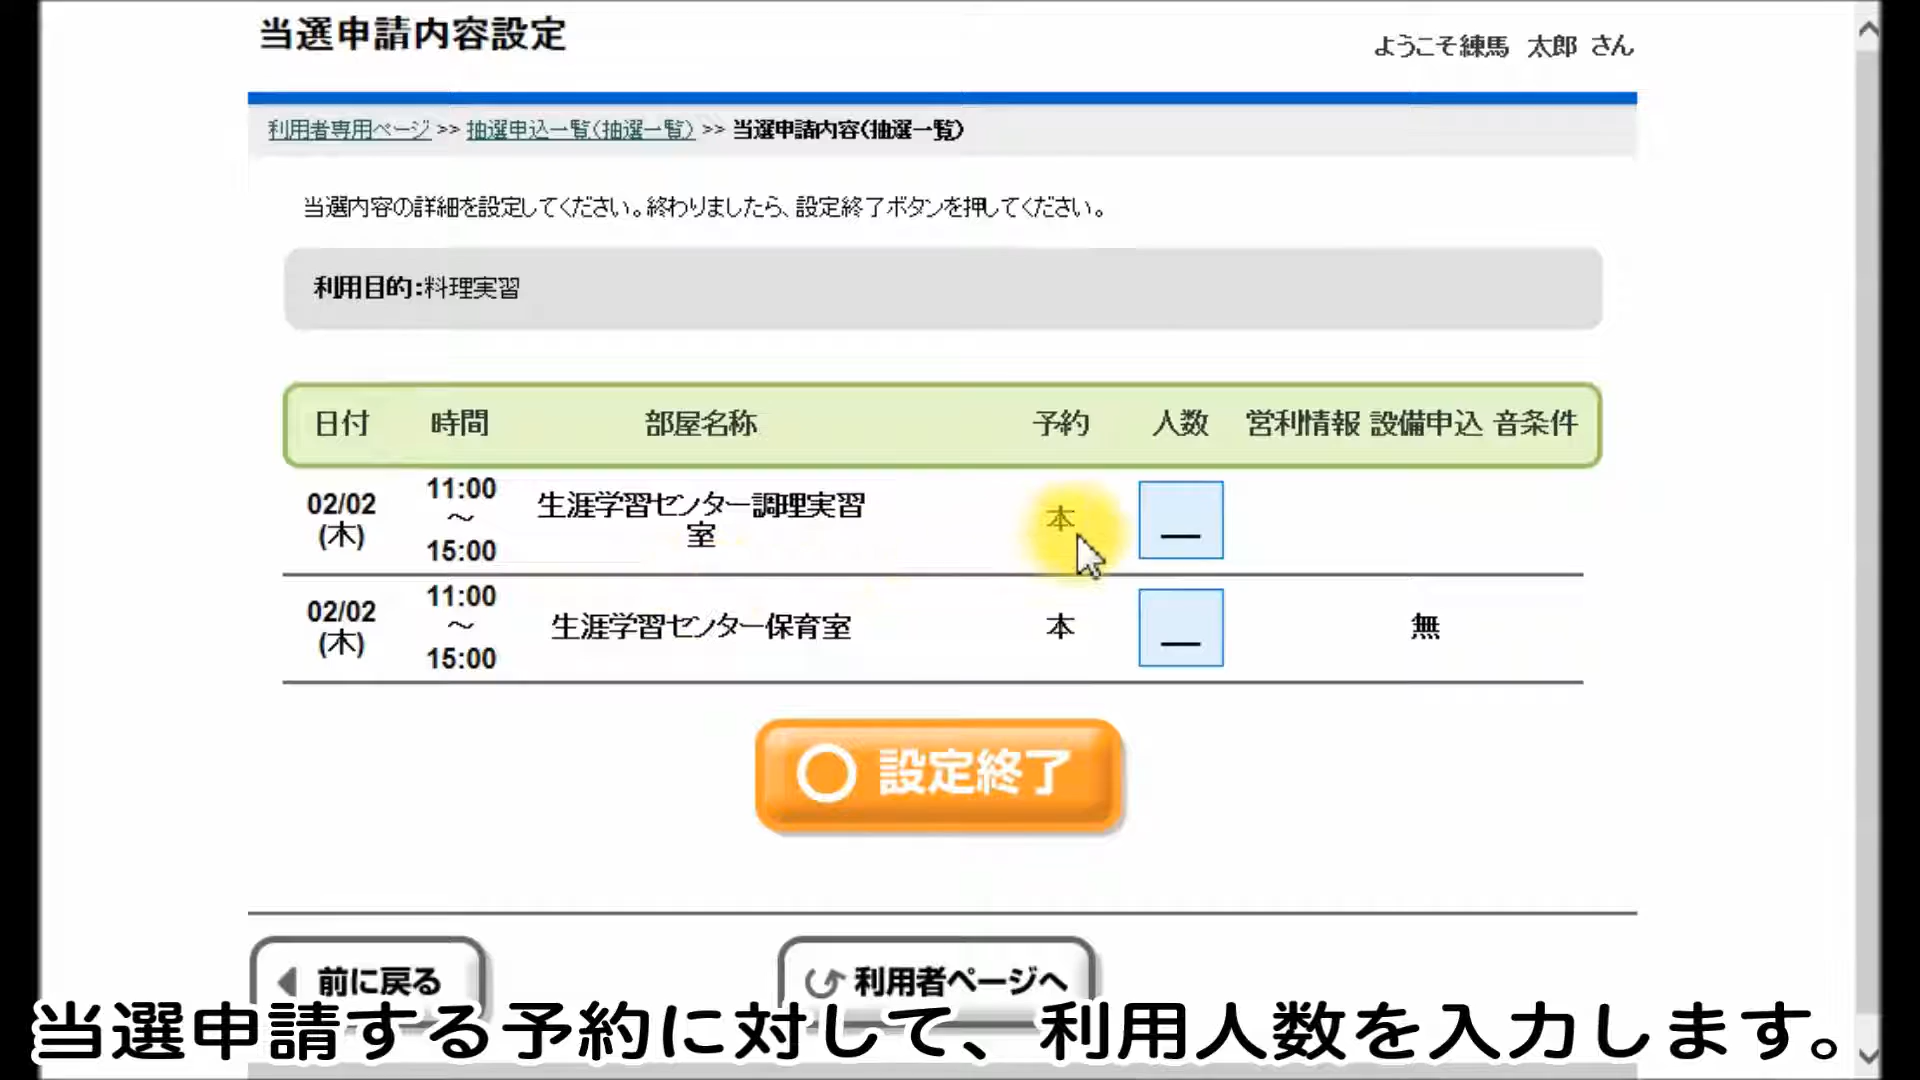 当選申請内容設定
ようこそ練馬 太郎 さん
利用者専用ページ >> 抽選申込一覧(抽選一覧) >> 当選申請内容(抽選一覧)
当選内容の詳細を設定してください。終わりましたら、設定終了ボタンを押してください。
利用目的:料理実習
日付 時間 部屋名称 予約 人数 営利情報 設備申込 音条件
02/02 (木) 11:00 ～ 15:00 生涯学習センター調理実習室 本 __
02/02 (木) 11:00 ～ 15:00 生涯学習センター保育室 本 __ 無
設定終了
前に戻る 利用者ページへ
当選申請する予約に対して、利用人数を入力します。